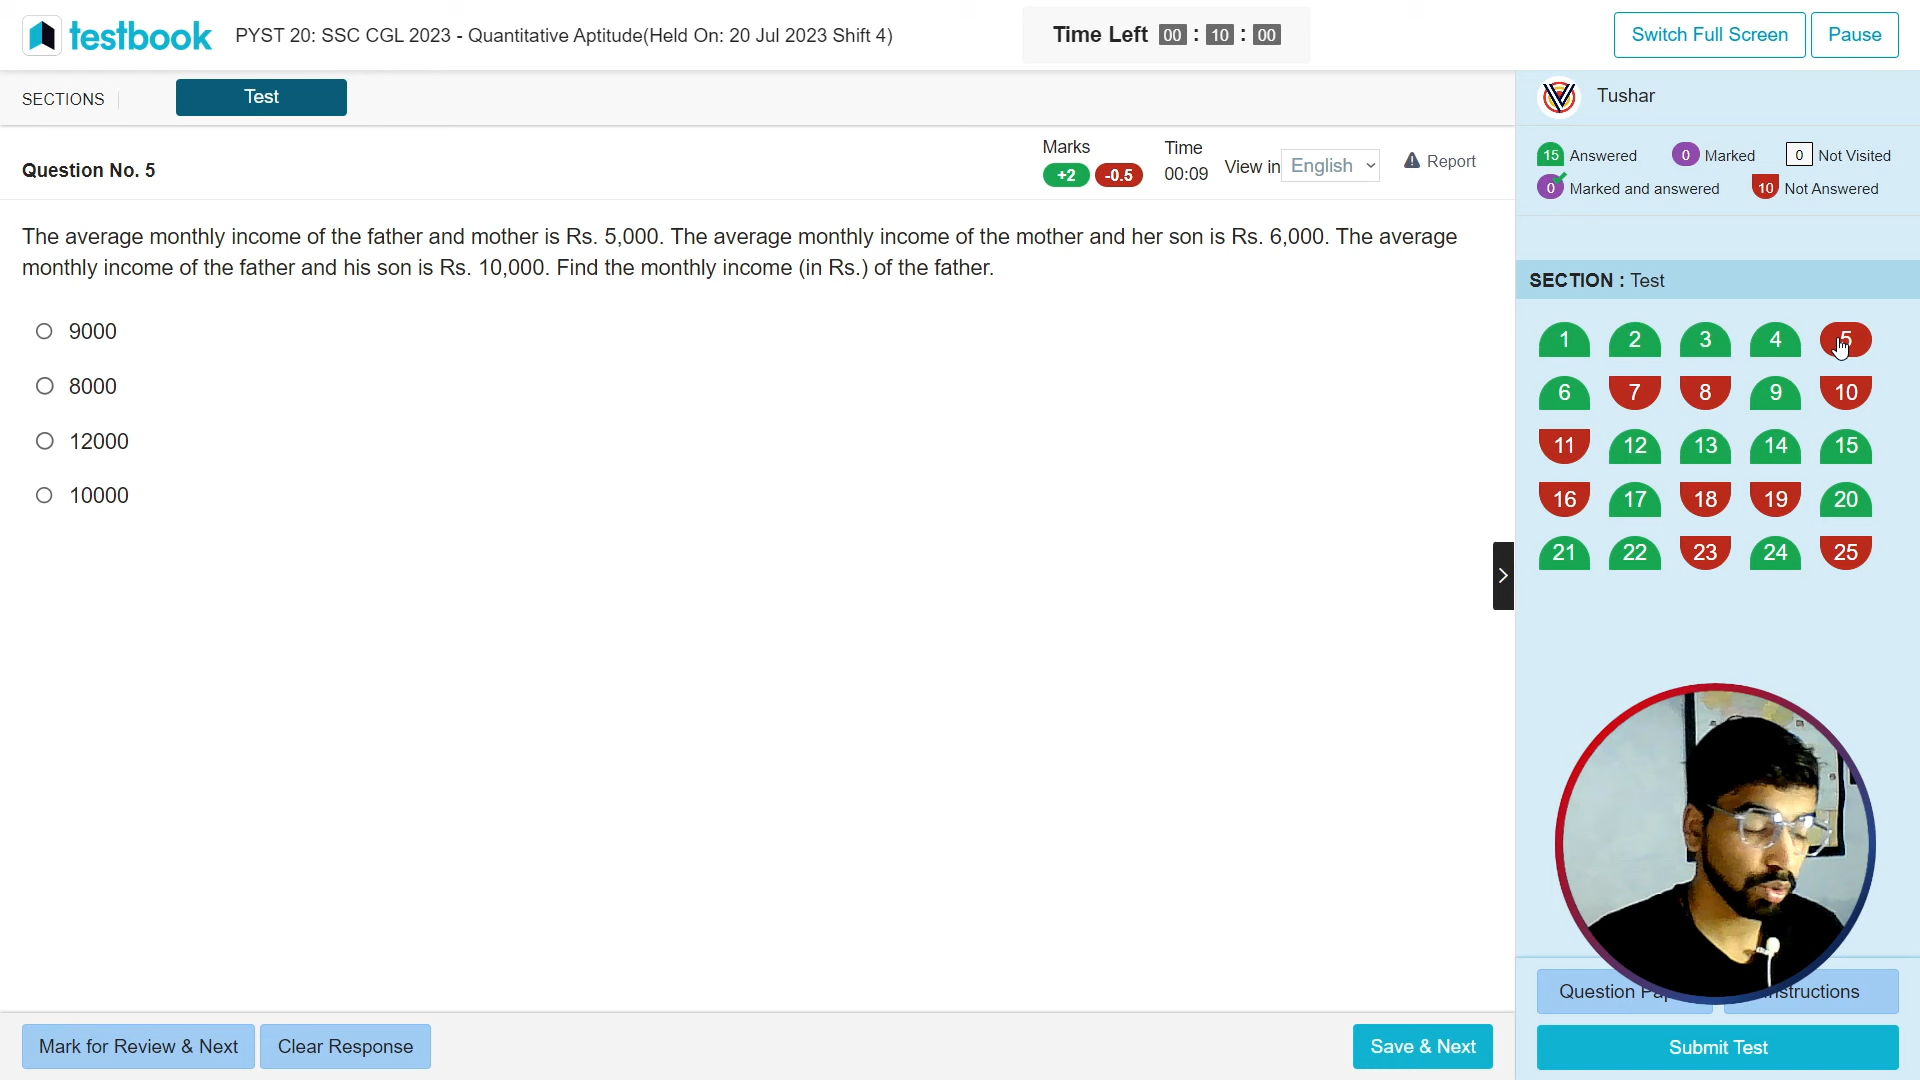 testbook PYST 20: SSC CGL 2023 - Quantitative Aptitude(Held On: 20 Jul 2023 Shift 4) Time Left 00 : 10 : 00 Switch Full Screen Pause
SECTIONS Test
Tushar
Question No. 5
Marks
+2 -0.5
Time
00:09
View in English
Report
15 Answered 0 Marked 0 Not Visited
0 Marked and answered 10 Not Answered
The average monthly income of the father and mother is Rs. 5,000. The average monthly income of the mother and her son is Rs. 6,000. The average
monthly income of the father and his son is Rs. 10,000. Find the monthly income (in Rs.) of the father.
9000
8000
12000
10000
SECTION : Test
1 2 3 4 5
6 7 8 9 10
11 12 13 14 15
16 17 18 19 20
21 22 23 24 25
Question structions
Mark for Review & Next Clear Response Save & Next Submit Test